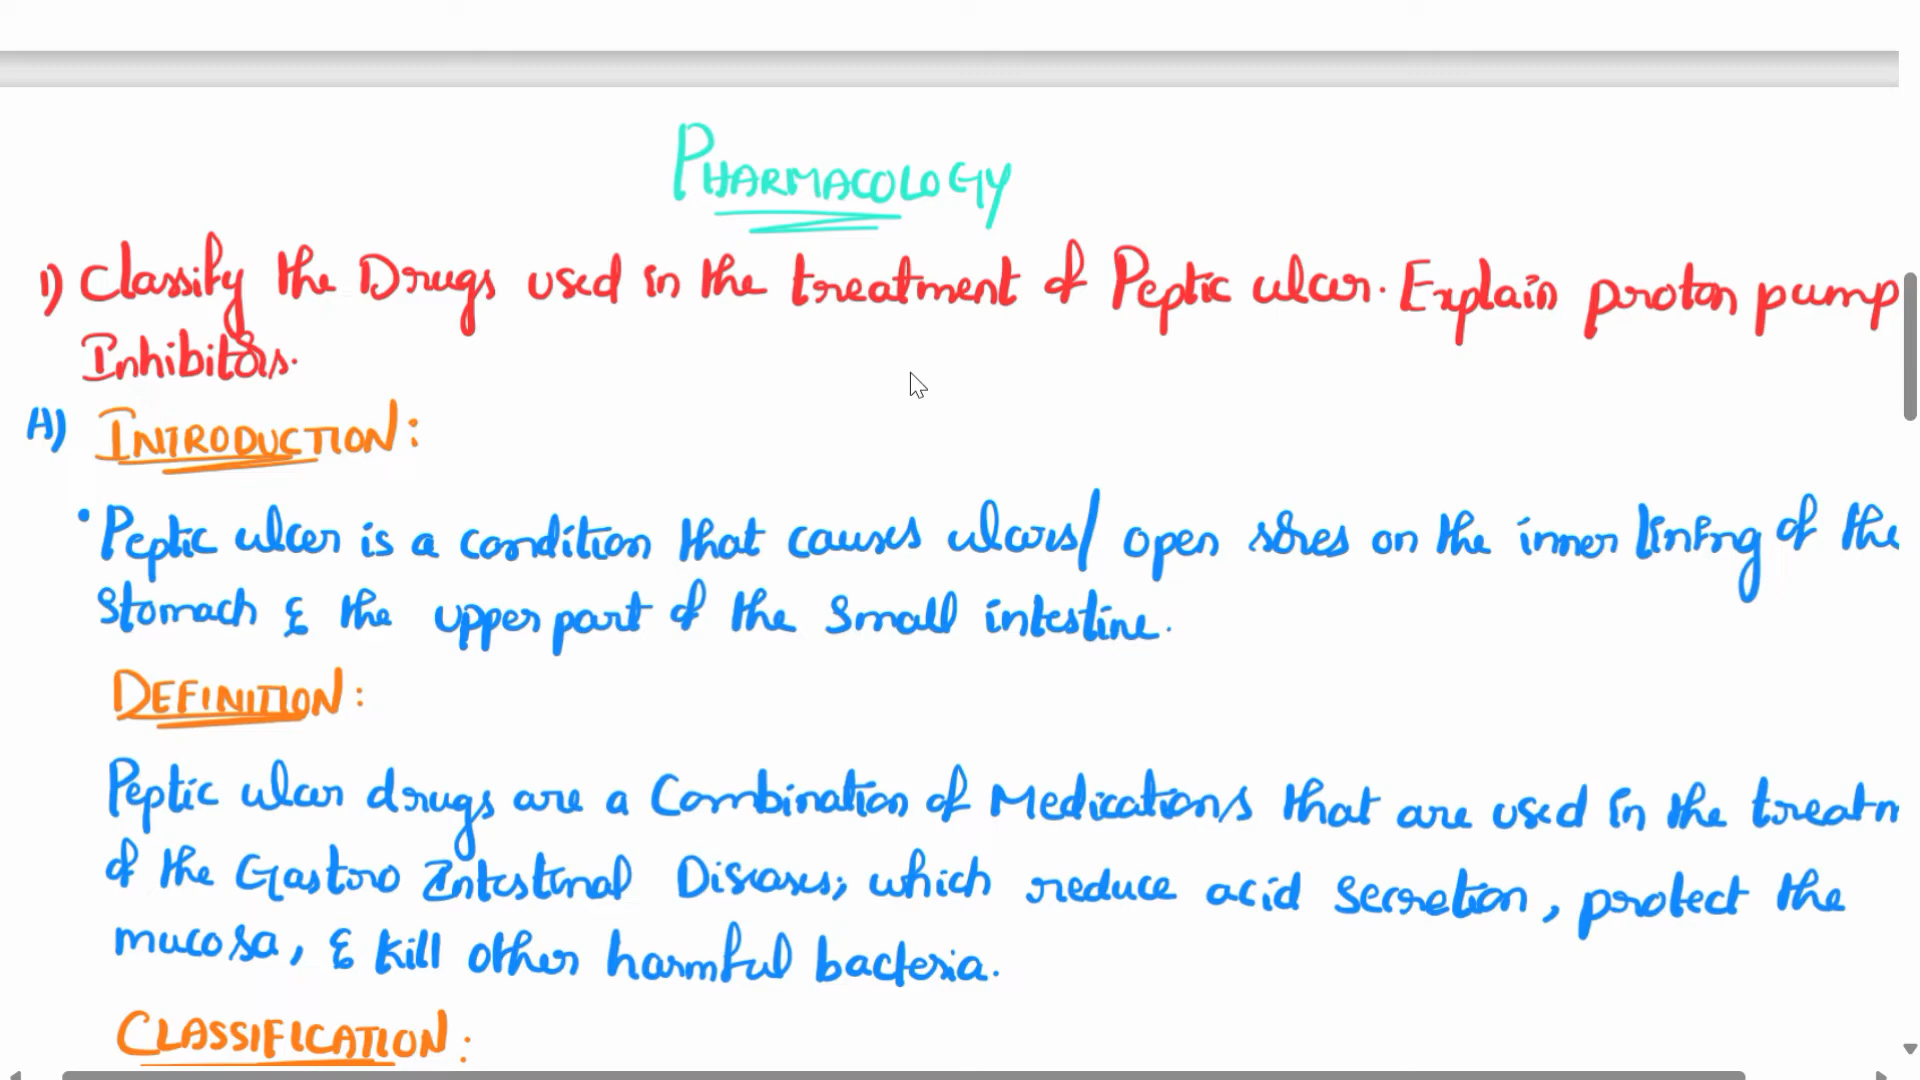 PHARMACOLOGY
1) Classify the Drugs used in the treatment of Peptic ulcer. Explain proton pump
Inhibitors.
A) INTRODUCTION:
• Peptic ulcer is a condition that causes ulcers/ open sores on the inner lining of the
Stomach & the upper part of the Small intestine.
DEFINITION:
Peptic ulcer drugs are a Combination of Medications that are used in the treatm
of the Gastro Intestinal Diseases, which reduce acid secretion, protect the
mucosa, & kill other harmful bacteria.
CLASSIFICATION: